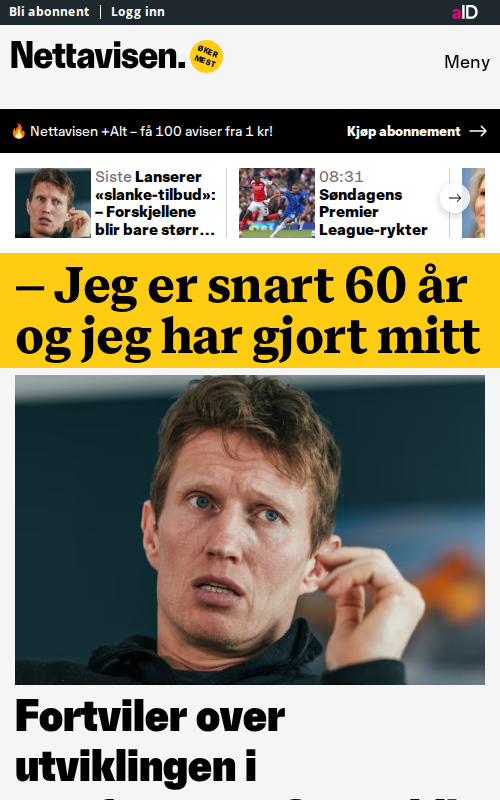 Bli abonnent
Logg inn
aID
Nettavisen.
ØKER
MEST
Meny
🔥 Nettavisen +Alt – få 100 aviser fra 1 kr!
Kjøp abonnement →
Siste Lanserer
«slanke-tilbud»:
– Forskjellene
blir bare størr...
08:31
Søndagens
Premier
League-rykter
– Jeg er snart 60 år
og jeg har gjort mitt
Fortviler over
utviklingen i